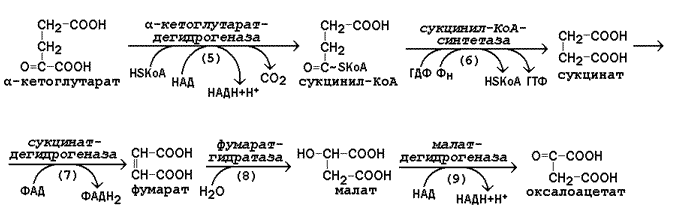 CH₂-COOH
CH₂
O=C-COOH
α-кетоглутарат
α-кетоглутарат-
дегидрогеназа
(5)
HSKoA
НАД
НАДН+Н⁺
CO₂
CH₂-COOH
CH₂
O=C~SKoA
сукцинил-КоА
сукцинил-КоА-
синтетаза
(6)
ГДФ Фн
HSKoA ГТФ
CH₂-COOH
CH₂-COOH
сукцинат
сукцинат-
дегидрогеназа
(7)
ФАД
ФАДН₂
CH-COOH
CH-COOH
фумарат
фумарат-
гидратаза
(8)
H₂O
HO-CH-COOH
CH₂-COOH
малат
малат-
дегидрогеназа
(9)
НАД
НАДН+Н⁺
O=C-COOH
CH₂-COOH
оксалоацетат